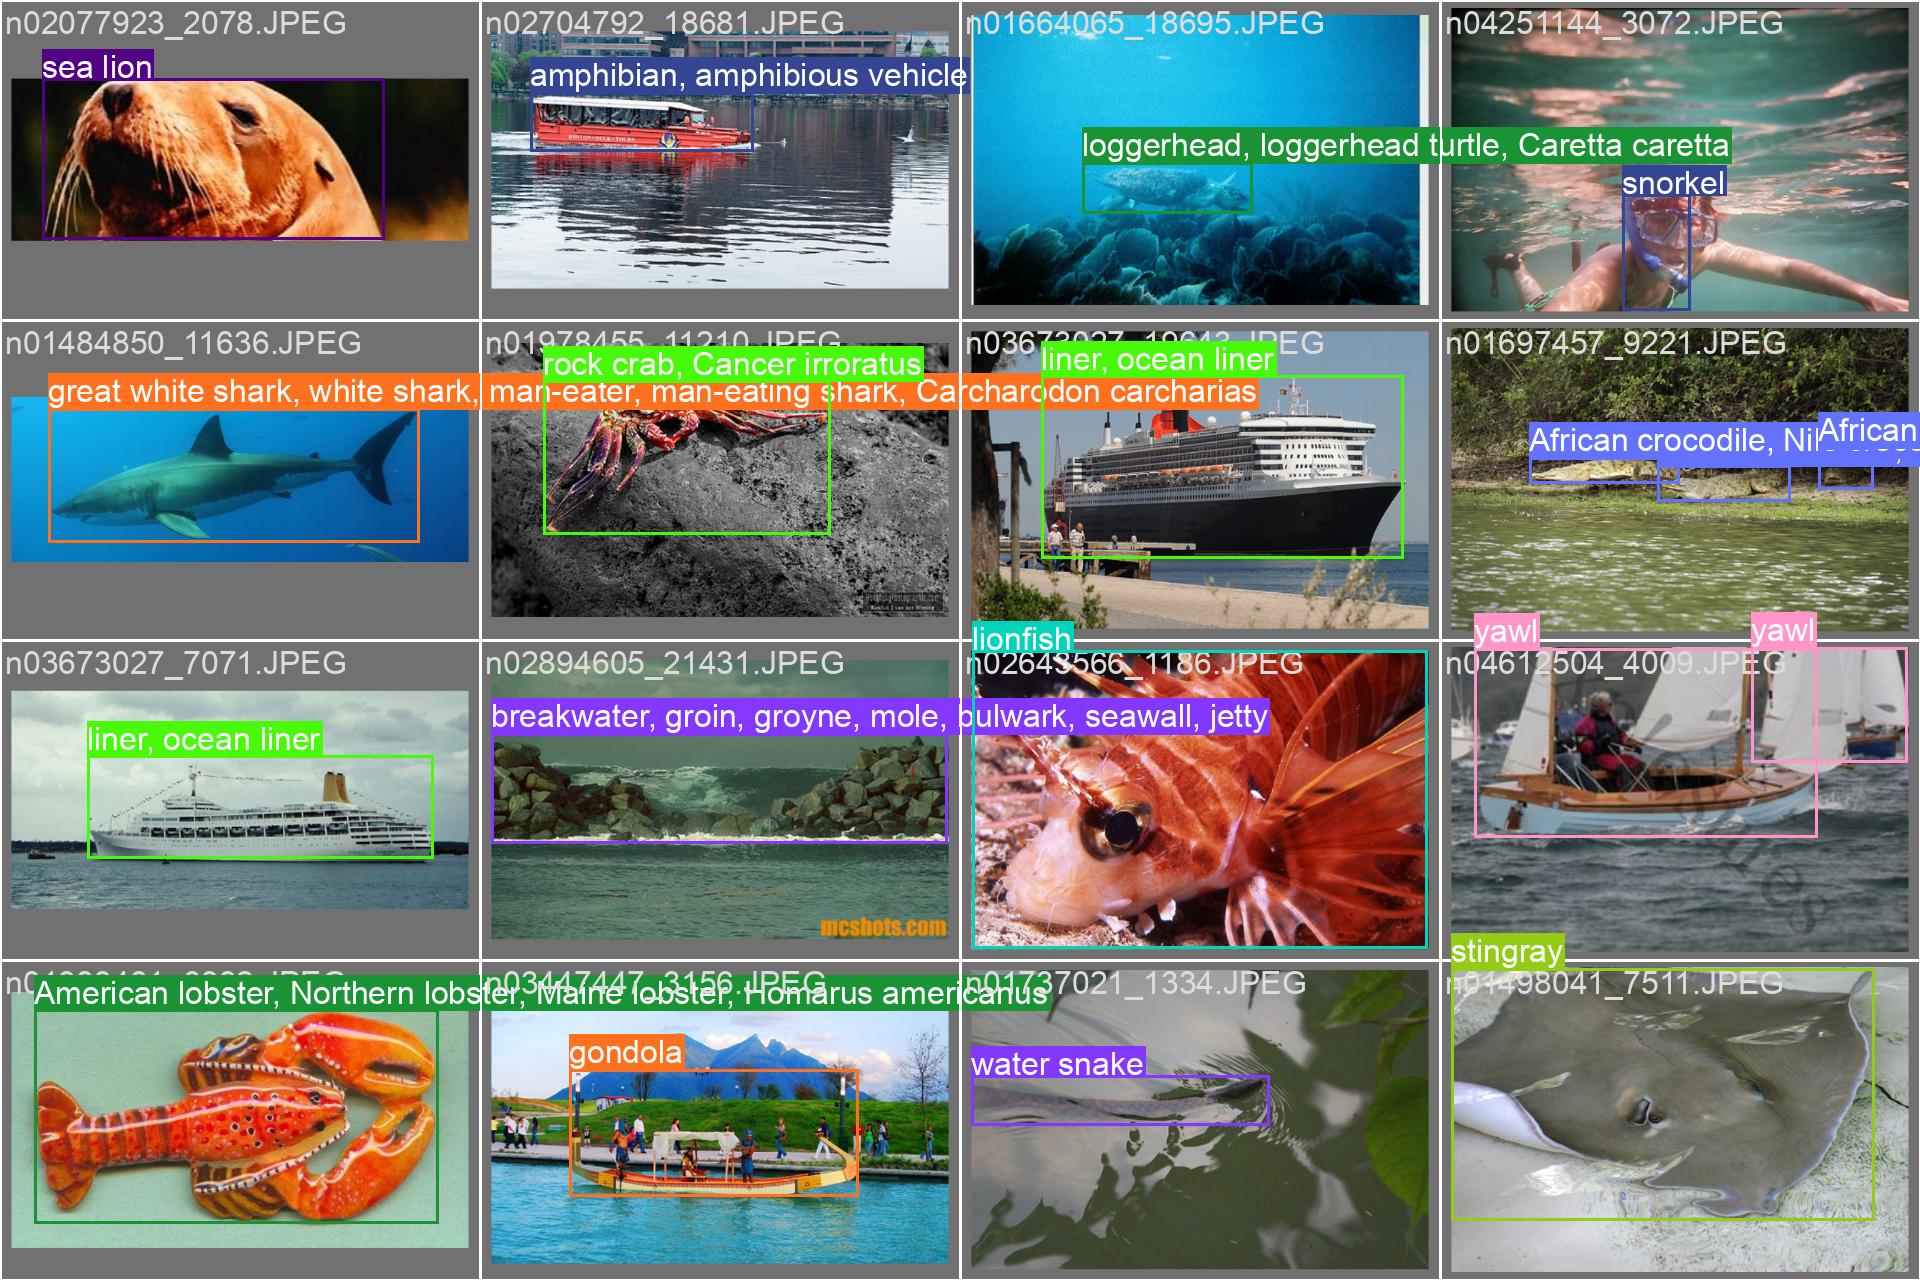 n02077923_2078.JPEG
sea lion
n02704792_18681.JPEG
amphibian, amphibious vehicle
BOSTON DUCK TOURS
n01664065_18695.JPEG
loggerhead, loggerhead turtle, Caretta caretta
n04251144_3072.JPEG
snorkel
n01484850_11636.JPEG
great white shark, white shark, man-eater, man-eating shark, Carcharodon carcharias
n01978455_11210.JPEG
rock crab, Cancer irroratus
n03673027_19643.JPEG
liner, ocean liner
n01697457_9221.JPEG
African crocodile, Nil
African
n03673027_7071.JPEG
liner, ocean liner
n02894605_21431.JPEG
breakwater, groin, groyne, mole, bulwark, seawall, jetty
mcshots.com
lionfish
n02643566_1186.JPEG
yawl
yawl
n04612504_4009.JPEG
American lobster, Northern lobster, Maine lobster, Homarus americanus
n03447447_3156.JPEG
gondola
n01737021_1334.JPEG
water snake
stingray
n01498041_7511.JPEG